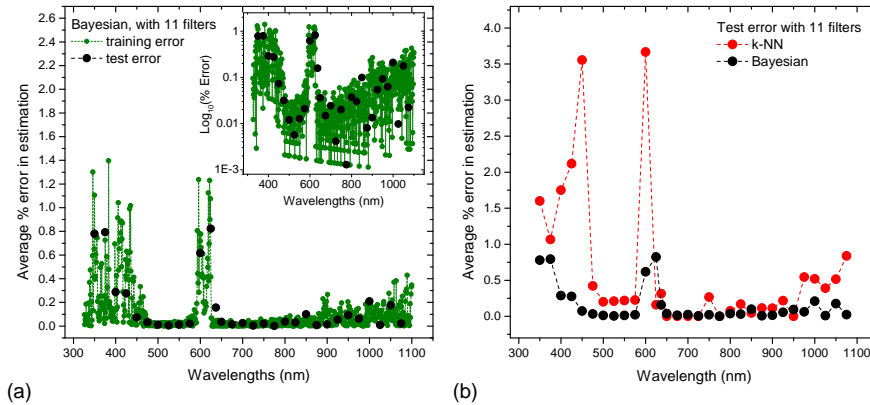 Bayesian, with 11 filters
training error
test error
Average % error in estimation
2.6
2.4
2.2
2.0
1.8
1.6
1.4
1.2
1.0
0.8
0.6
0.4
0.2
0.0
300 400 500 600 700 800 900 1000 1100
Wavelengths (nm)
Log10(% Error)
1
0.1
0.01
1E-3
400 600 800 1000
Wavelengths (nm)
(a)
Test error with 11 filters
k-NN
Bayesian
Average % error in estimation
4.0
3.5
3.0
2.5
2.0
1.5
1.0
0.5
0.0
300 400 500 600 700 800 900 1000 1100
Wavelengths (nm)
(b)